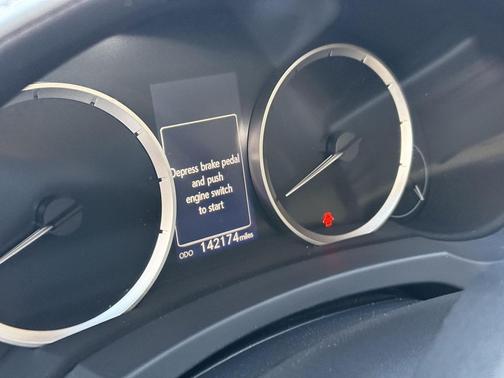 Depress brake pedal
and push
engine switch
to start
ODO 142174 miles